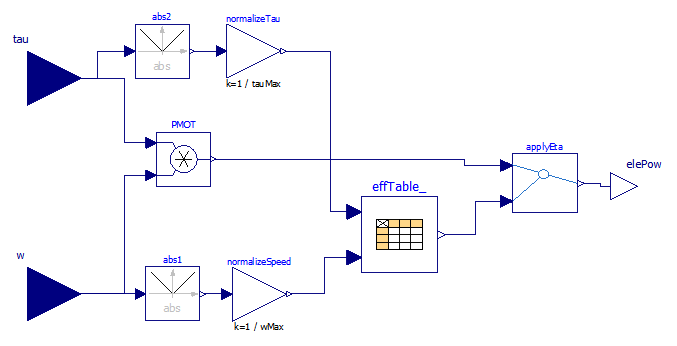 abs2
normalizeTau
tau
abs
k=1 / tauMax
PMOT
applyEta
elePow
effTable_
w
abs1
normalizeSpeed
abs
k=1 / wMax